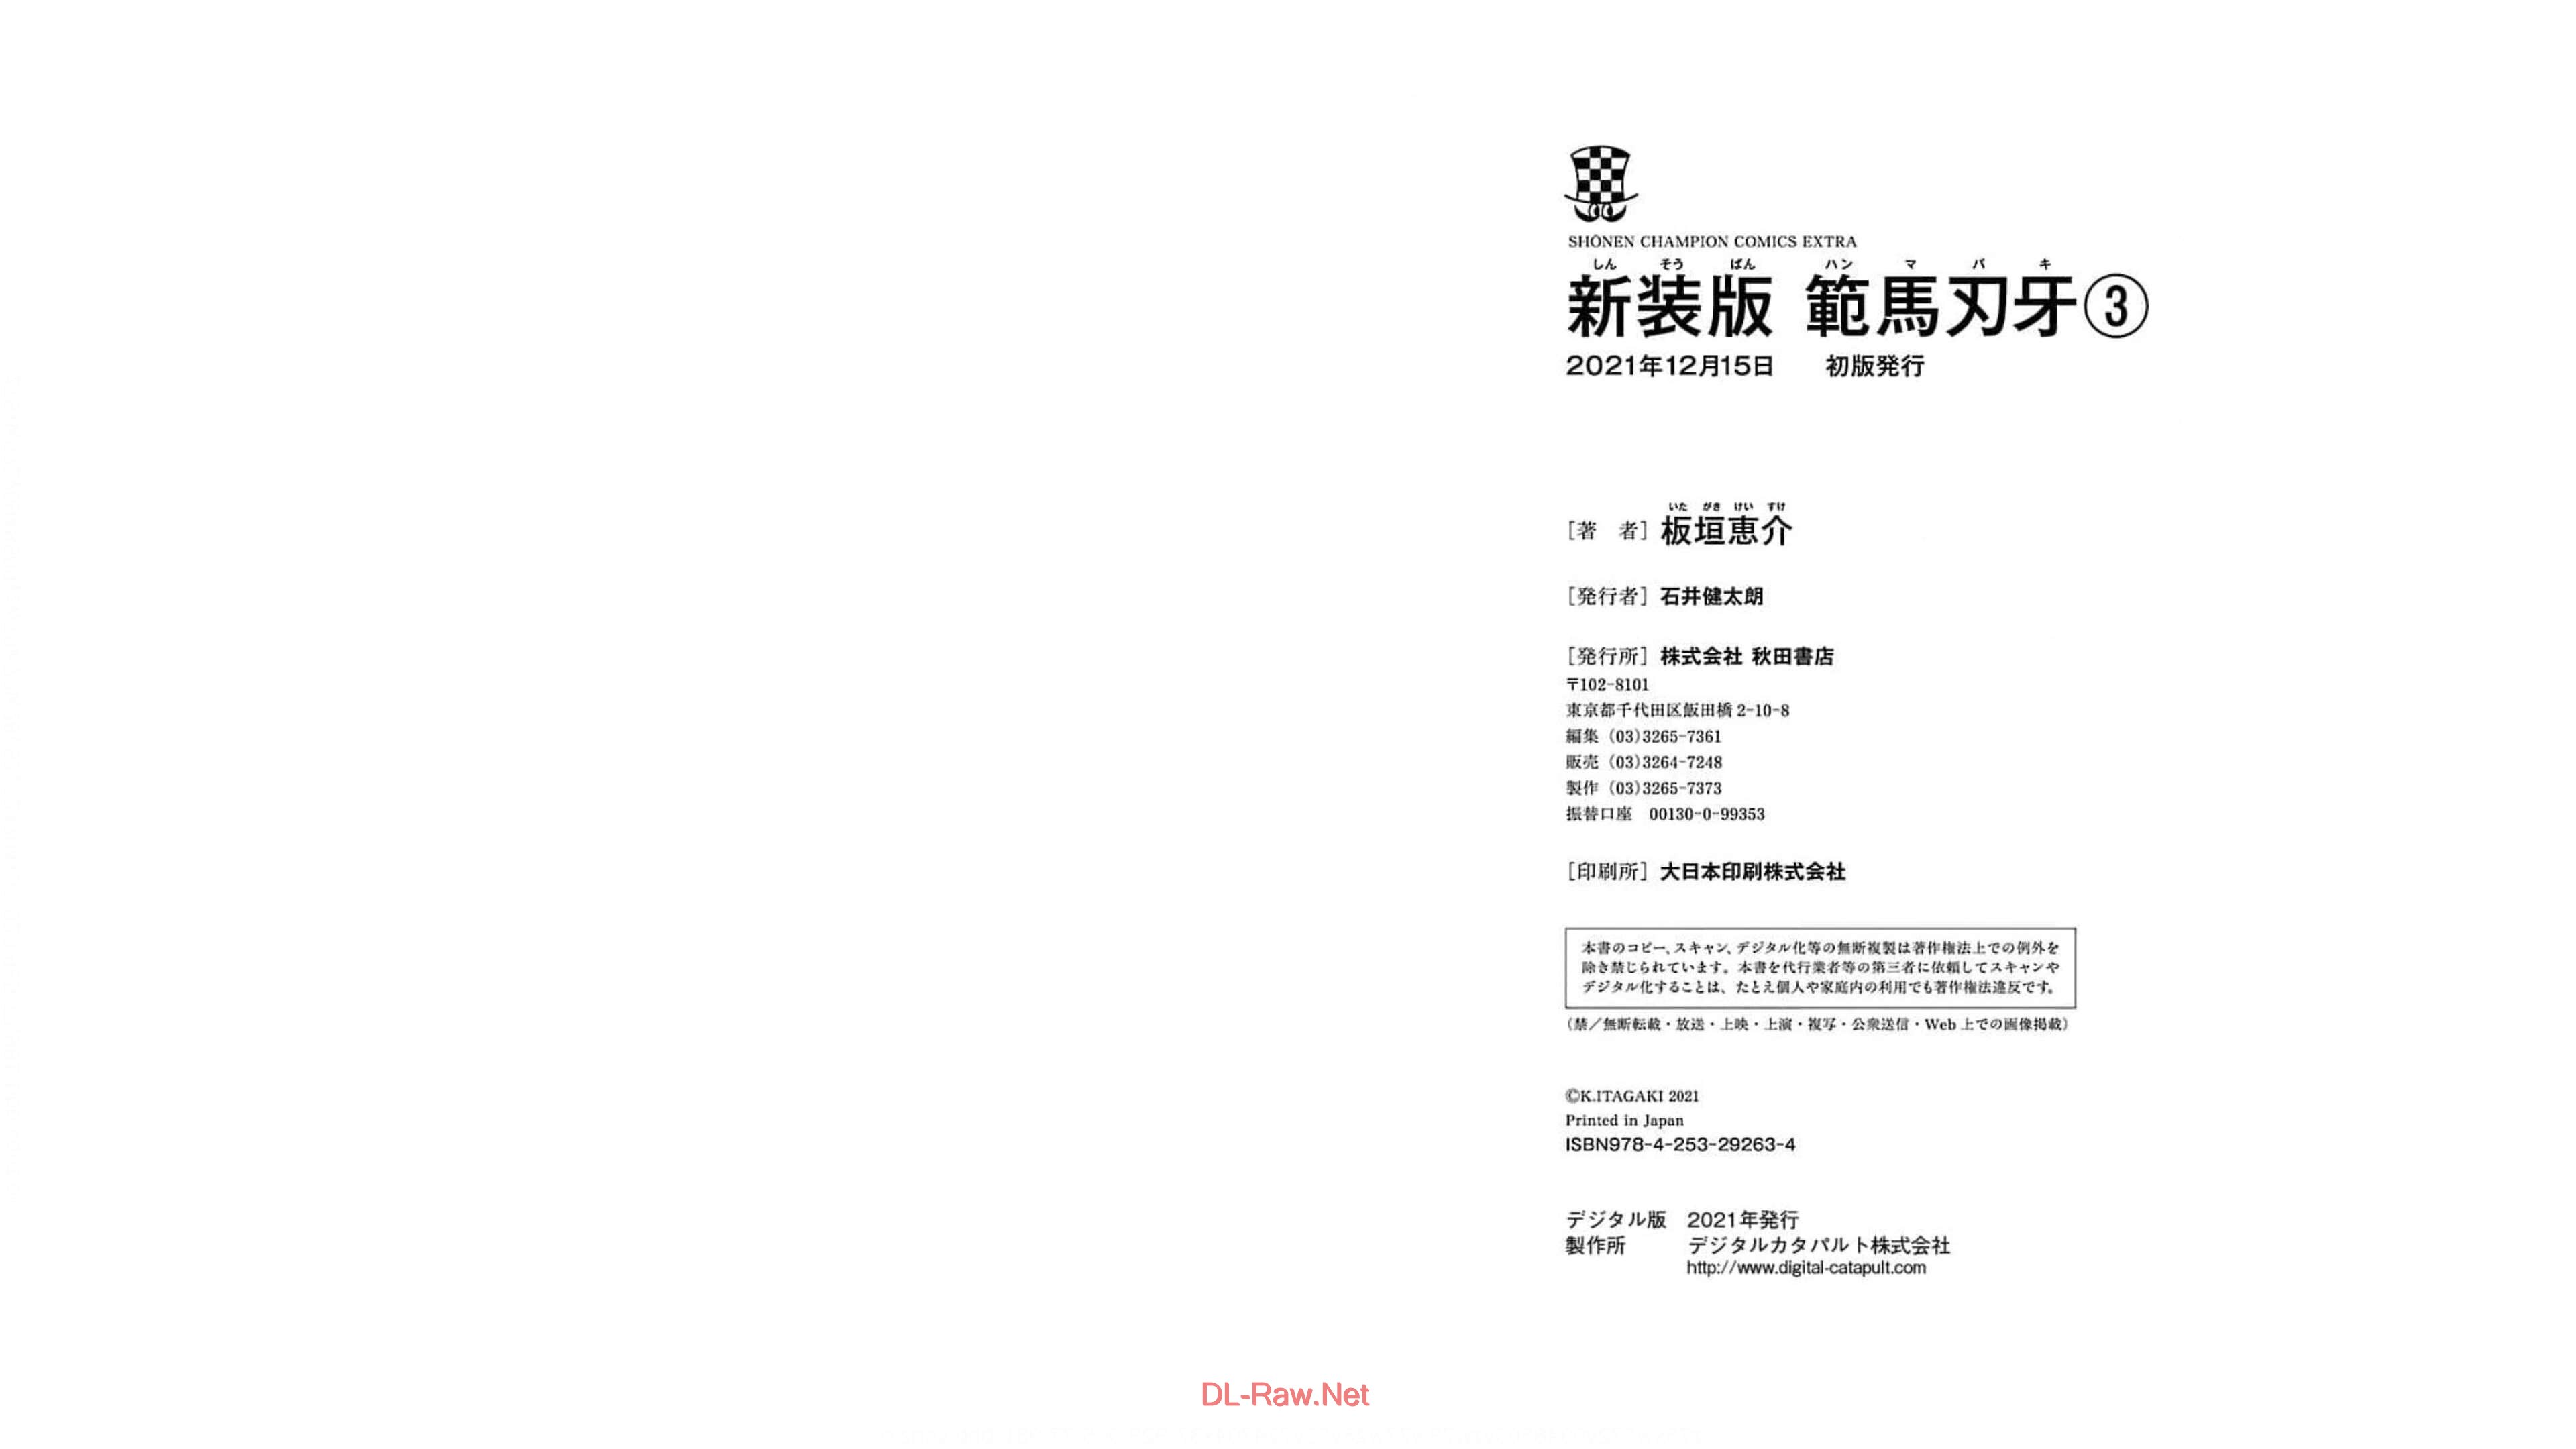 SHŌNEN CHAMPION COMICS EXTRA
しん そう ばん ハン マ バ キ
新装版 範馬刃牙③
2021年12月15日 初版発行
いた がき けい すけ
［著 者］板垣恵介
［発行者］石井健太朗
［発行所］株式会社 秋田書店
〒102-8101
東京都千代田区飯田橋2-10-8
編集 (03)3265-7361
販売 (03)3264-7248
製作 (03)3265-7373
振替口座 00130-0-99353
［印刷所］大日本印刷株式会社
本書のコピー、スキャン、デジタル化等の無断複製は著作権法上での例外を
除き禁じられています。本書を代行業者等の第三者に依頼してスキャンや
デジタル化することは、たとえ個人や家庭内の利用でも著作権法違反です。
（禁／無断転載・放送・上映・上演・複写・公衆送信・Web上での画像掲載）
©K.ITAGAKI 2021
Printed in Japan
ISBN978-4-253-29263-4
デジタル版 2021年発行
製作所 デジタルカタパルト株式会社
http://www.digital-catapult.com
DL-Raw.Net